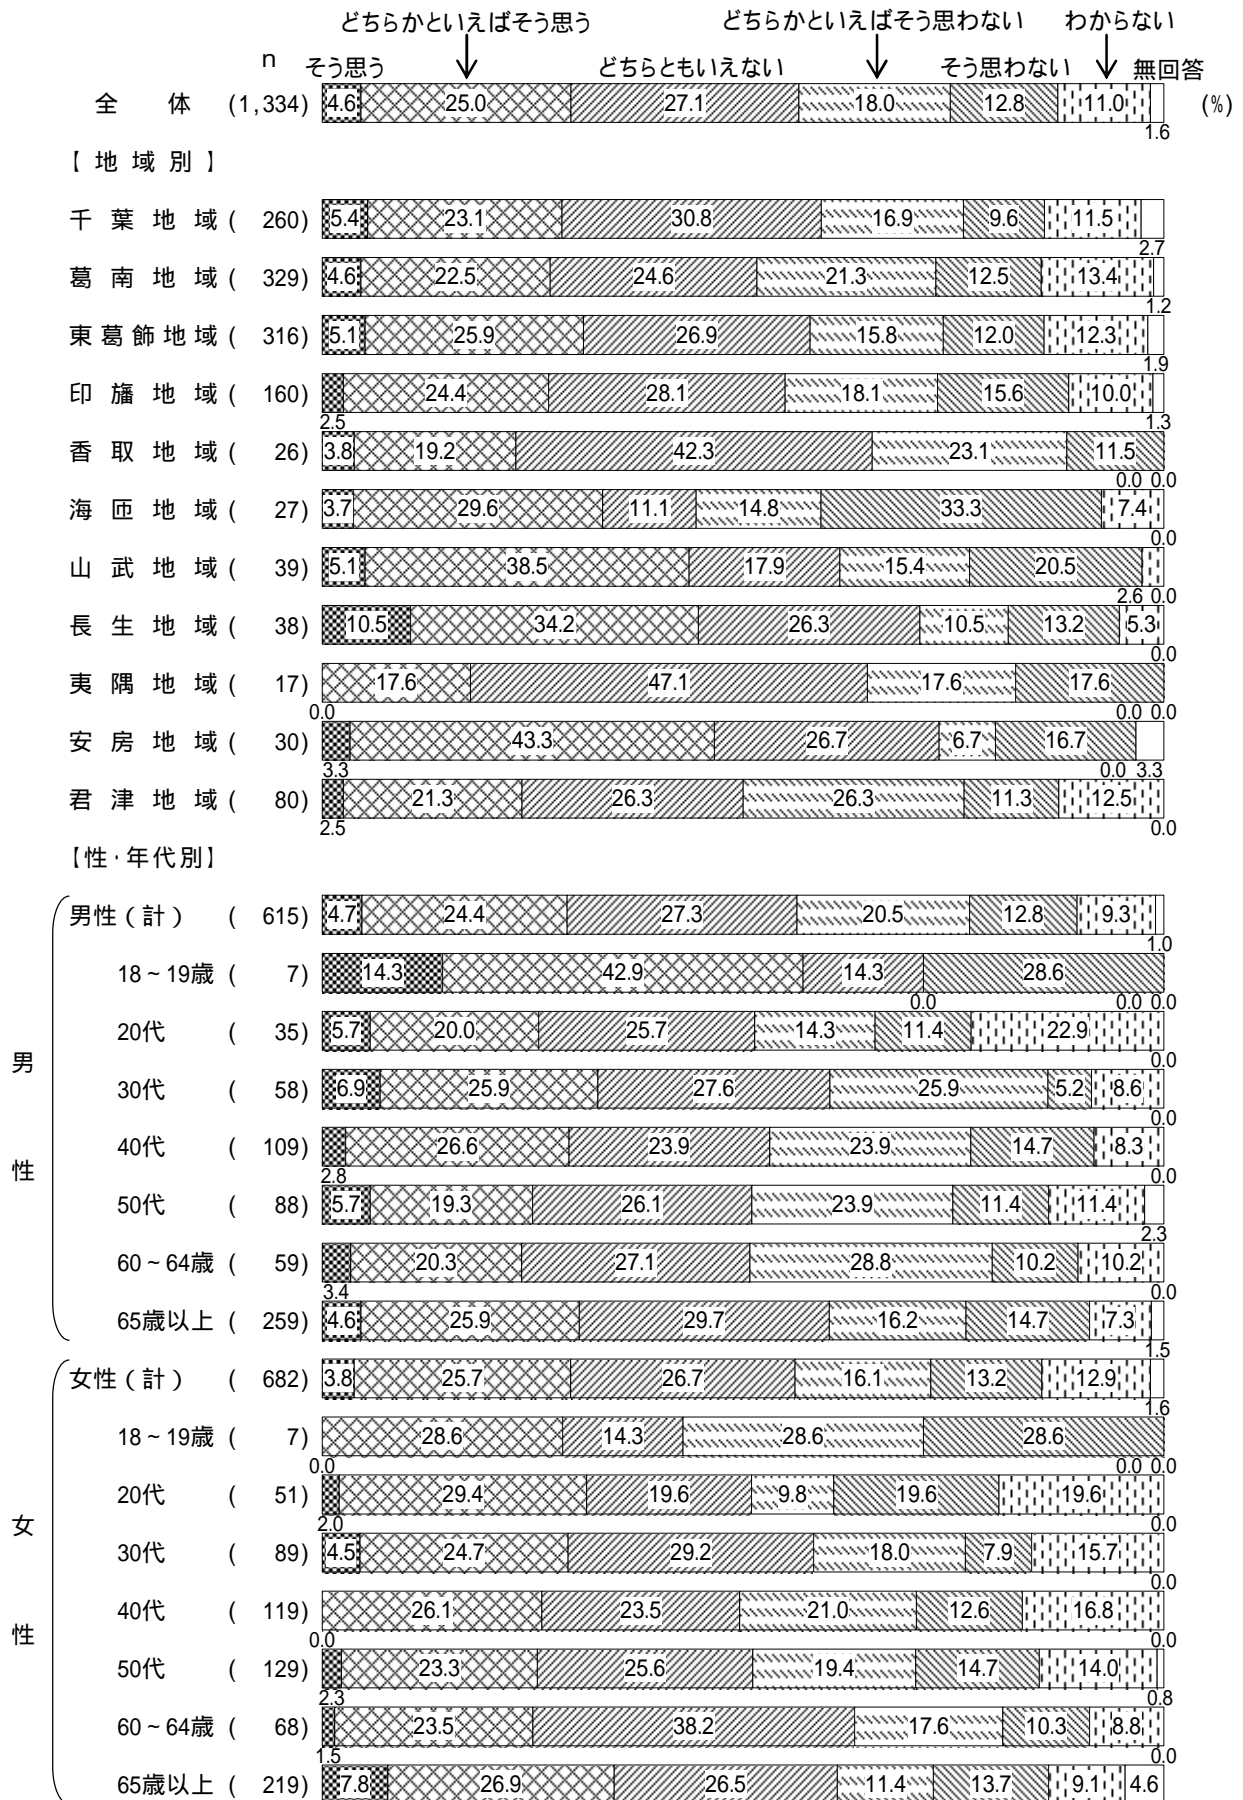 どちらかといえばそう思う どちらかといえばそう思わない わからない
n そう思う どちらともいえない そう思わない 無回答
全 体 (1,334) 4.6 25.0 27.1 18.0 12.8 11.0 (%)
1.6
【 地 域 別 】
千 葉 地 域 ( 260) 5.4 23.1 30.8 16.9 9.6 11.5
2.7
葛 南 地 域 ( 329) 4.6 22.5 24.6 21.3 12.5 13.4
1.2
東 葛 飾 地 域 ( 316) 5.1 25.9 26.9 15.8 12.0 12.3
1.9
印 旛 地 域 ( 160) 24.4 28.1 18.1 15.6 10.0
2.5 1.3
香 取 地 域 ( 26) 3.8 19.2 42.3 23.1 11.5
0.0 0.0
海 匝 地 域 ( 27) 3.7 29.6 11.1 14.8 33.3 7.4
0.0
山 武 地 域 ( 39) 5.1 38.5 17.9 15.4 20.5
2.6 0.0
長 生 地 域 ( 38) 10.5 34.2 26.3 10.5 13.2 5.3
0.0
夷 隅 地 域 ( 17) 17.6 47.1 17.6 17.6
0.0 0.0 0.0
安 房 地 域 ( 30) 43.3 26.7 6.7 16.7
3.3 0.0 3.3
君 津 地 域 ( 80) 21.3 26.3 26.3 11.3 12.5
2.5 0.0
【性・年代別】
男性(計) ( 615) 4.7 24.4 27.3 20.5 12.8 9.3
1.0
18~19歳 ( 7) 14.3 42.9 14.3 28.6
0.0 0.0 0.0
20代 ( 35) 5.7 20.0 25.7 14.3 11.4 22.9
0.0
男
30代 ( 58) 6.9 25.9 27.6 25.9 5.2 8.6
0.0
40代 ( 109) 26.6 23.9 23.9 14.7 8.3
2.8 0.0
性
50代 ( 88) 5.7 19.3 26.1 23.9 11.4 11.4
2.3
60~64歳 ( 59) 20.3 27.1 28.8 10.2 10.2
3.4 0.0
65歳以上 ( 259) 4.6 25.9 29.7 16.2 14.7 7.3
1.5
女性(計) ( 682) 3.8 25.7 26.7 16.1 13.2 12.9
1.6
18~19歳 ( 7) 28.6 14.3 28.6 28.6
0.0 0.0 0.0
20代 ( 51) 29.4 19.6 9.8 19.6 19.6
2.0 0.0
女
30代 ( 89) 4.5 24.7 29.2 18.0 7.9 15.7
0.0
40代 ( 119) 26.1 23.5 21.0 12.6 16.8
0.0 0.0
性
50代 ( 129) 23.3 25.6 19.4 14.7 14.0
2.3 0.8
60~64歳 ( 68) 23.5 38.2 17.6 10.3 8.8
1.5 0.0
65歳以上 ( 219) 7.8 26.9 26.5 11.4 13.7 9.1 4.6